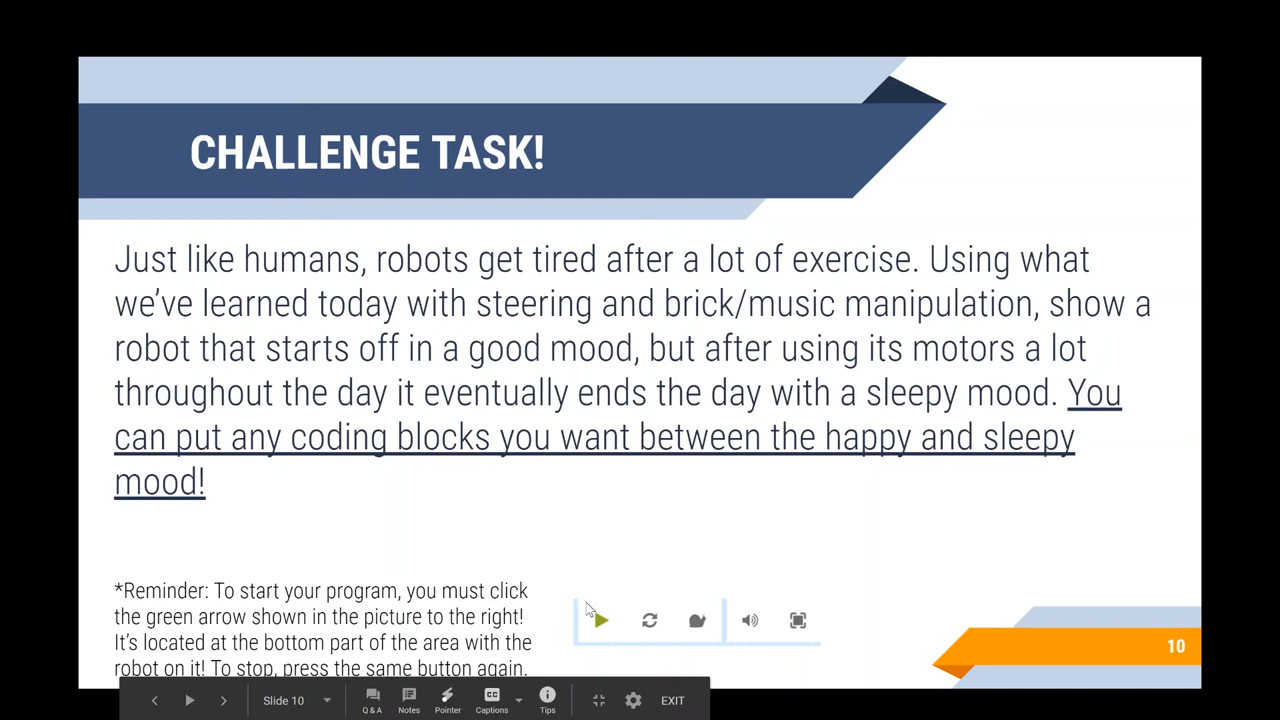 CHALLENGE TASK!
Just like humans, robots get tired after a lot of exercise. Using what
we’ve learned today with steering and brick/music manipulation, show a
robot that starts off in a good mood, but after using its motors a lot
throughout the day it eventually ends the day with a sleepy mood. You
can put any coding blocks you want between the happy and sleepy
mood!
*Reminder: To start your program, you must click
the green arrow shown in the picture to the right!
It’s located at the bottom part of the area with the
robot on it! To stop, press the same button again.
10
Slide 10
Q & A
Notes
Pointer
Captions
Tips
EXIT